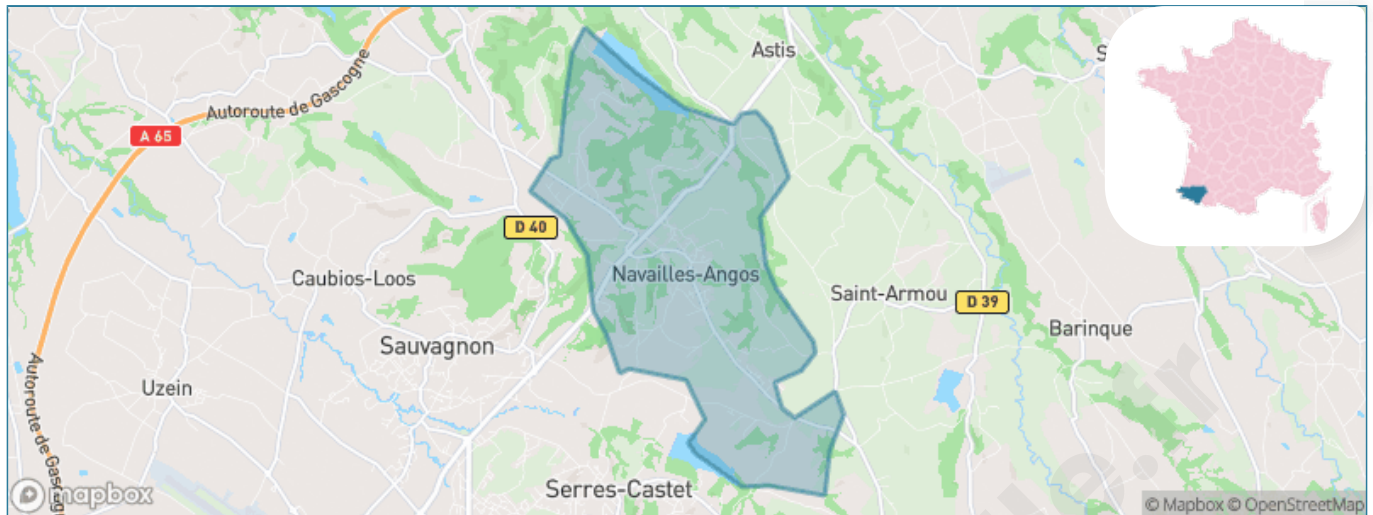 Astis
S
Autoroute de Gascogne
A 65
D 40
Navailles-Angos
Caubios-Loos
Saint-Armou
D 39
Barinque
Sauvagnon
Uzein
Autoroute de Gascogn
Serres-Castet
mapbox
© Mapbox © OpenStreetMap